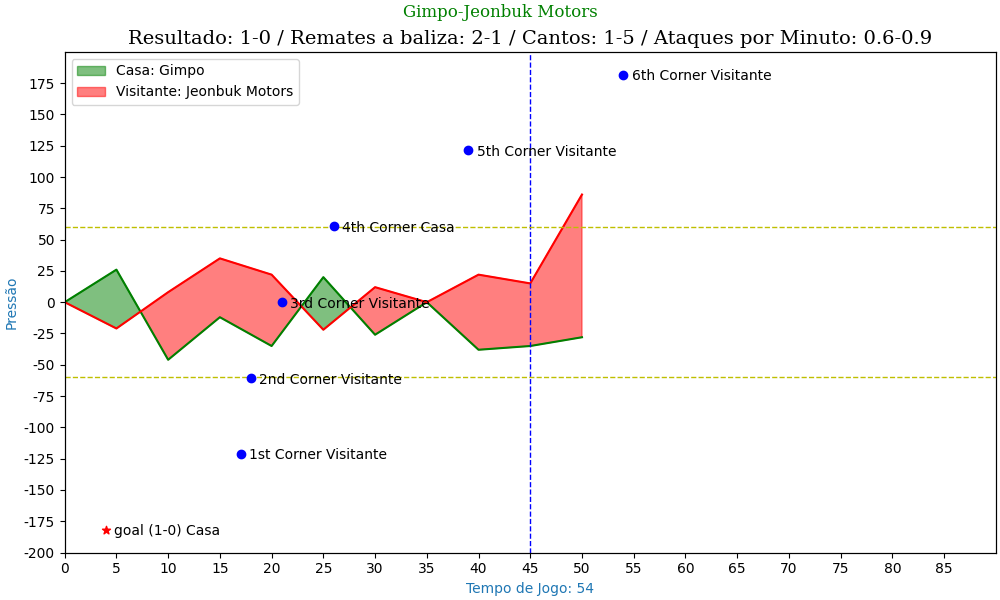 Gimpo-Jeonbuk Motors
Resultado: 1-0 / Remates a baliza: 2-1 / Cantos: 1-5 / Ataques por Minuto: 0.6-0.9
Casa: Gimpo
Visitante: Jeonbuk Motors
6th Corner Visitante
5th Corner Visitante
4th Corner Casa
3rd Corner Visitante
2nd Corner Visitante
1st Corner Visitante
goal (1-0) Casa
Pressão
175
150
125
100
75
50
25
0
-25
-50
-75
-100
-125
-150
-175
-200
0 5 10 15 20 25 30 35 40 45 50 55 60 65 70 75 80 85
Tempo de Jogo: 54